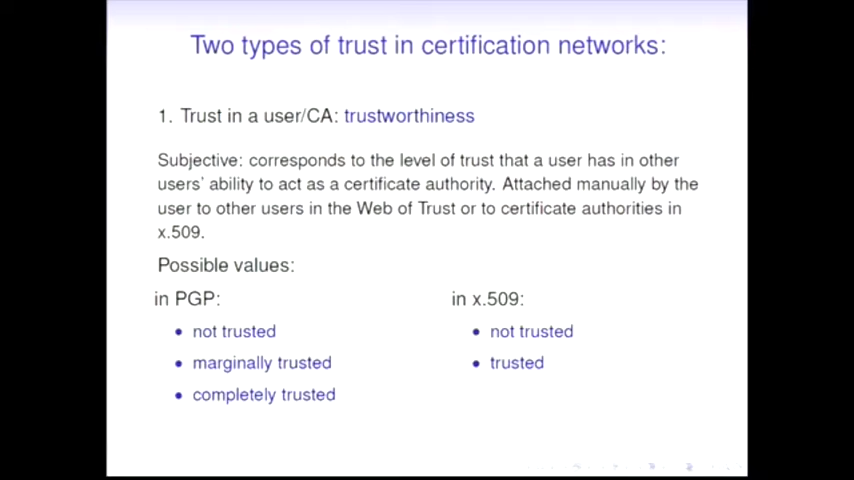 Two types of trust in certification networks:
1. Trust in a user/CA: trustworthiness
Subjective: corresponds to the level of trust that a user has in other
users' ability to act as a certificate authority. Attached manually by the
user to other users in the Web of Trust or to certificate authorities in
x.509.
Possible values:
in PGP:
• not trusted
• marginally trusted
• completely trusted
in x.509:
• not trusted
• trusted